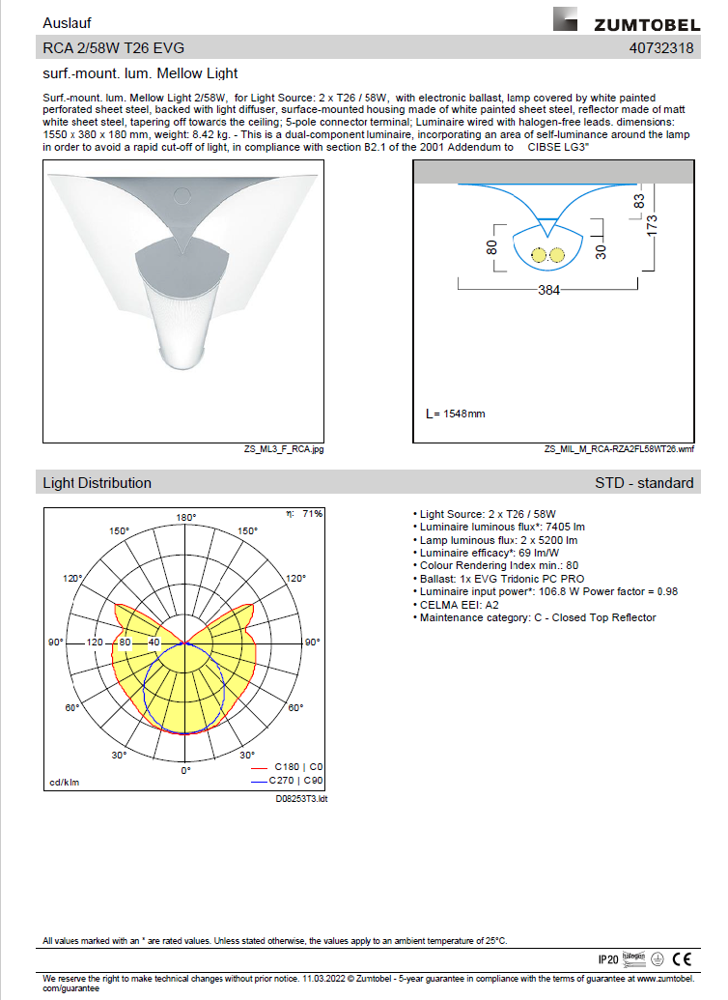 Auslauf
ZUMTOBEL
RCA 2/58W T26 EVG 40732318
surf.-mount. lum. Mellow Light
Surf.-mount. lum. Mellow Light 2/58W, for Light Source: 2 x T26 / 58W, with electronic ballast, lamp covered by white painted
perforated sheet steel, backed with light diffuser, surface-mounted housing made of white painted sheet steel, reflector made of matt
white sheet steel, tapering off towards the ceiling; 5-pole connector terminal; Luminaire wired with halogen-free leads. dimensions:
1550 x 380 x 180 mm, weight: 8.42 kg. - This is a dual-component luminaire, incorporating an area of self-luminance around the lamp
in order to avoid a rapid cut-off of light, in compliance with section B2.1 of the 2001 Addendum to CIBSE LG3"
83
173
80
30
384
L= 1548mm
ZS_ML3_F_RCA.jpg
ZS_MIL_M_RCA-RZA2FL58WT26.wmf
Light Distribution STD - standard
η: 71%
180°
150° 150°
120° 120°
90° 120 80 40 90°
60° 60°
30° 30°
0°
C180 | C0
cd/klm C270 | C90
D08253T3.ldt
• Light Source: 2 x T26 / 58W
• Luminaire luminous flux*: 7405 lm
• Lamp luminous flux: 2 x 5200 lm
• Luminaire efficacy*: 69 lm/W
• Colour Rendering Index min.: 80
• Ballast: 1x EVG Tridonic PC PRO
• Luminaire input power*: 106.8 W Power factor = 0.98
• CELMA EEI: A2
• Maintenance category: C - Closed Top Reflector
All values marked with an * are rated values. Unless stated otherwise, the values apply to an ambient temperature of 25°C.
IP20 halogen CE
We reserve the right to make technical changes without prior notice. 11.03.2022 © Zumtobel - 5-year guarantee in compliance with the terms of guarantee at www.zumtobel.
com/guarantee